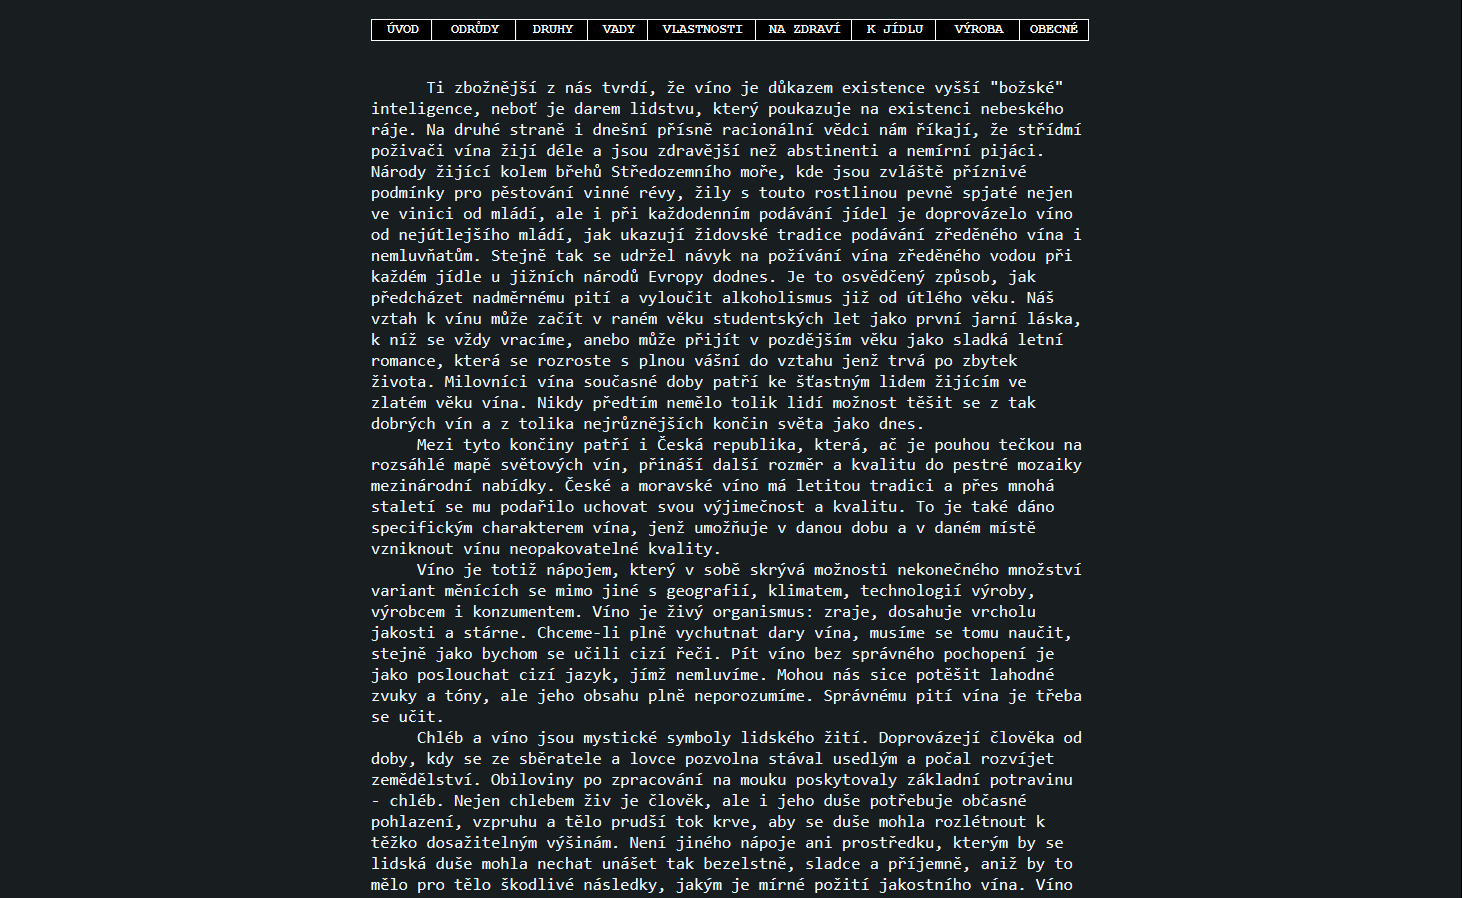 ÚVOD ODRŮDY DRUHY VADY VLASTNOSTI NA ZDRAVÍ K JÍDLU VÝROBA OBECNÉ
Ti zbožnější z nás tvrdí, že víno je důkazem existence vyšší "božské"
inteligence, neboť je darem lidstvu, který poukazuje na existenci nebeského
ráje. Na druhé straně i dnešní přísně racionální vědci nám říkají, že střídmí
poživači vína žijí déle a jsou zdravější než abstinenti a nemírní pijáci.
Národy žijící kolem břehů Středozemního moře, kde jsou zvláště příznivé
podmínky pro pěstování vinné révy, žily s touto rostlinou pevně spjaté nejen
ve vinici od mládí, ale i při každodenním podávání jídel je doprovázelo víno
od nejútlejšího mládí, jak ukazují židovské tradice podávání zředěného vína i
nemluvňatům. Stejně tak se udržel návyk na požívání vína zředěného vodou při
každém jídle u jižních národů Evropy dodnes. Je to osvědčený způsob, jak
předcházet nadměrnému pití a vyloučit alkoholismus již od útlého věku. Náš
vztah k vínu může začít v raném věku studentských let jako první jarní láska,
k níž se vždy vracíme, anebo může přijít v pozdějším věku jako sladká letní
romance, která se rozroste s plnou vášní do vztahu jenž trvá po zbytek
života. Milovníci vína současné doby patří ke šťastným lidem žijícím ve
zlatém věku vína. Nikdy předtím nemělo tolik lidí možnost těšit se z tak
dobrých vín a z tolika nejrůznějších končin světa jako dnes.
Mezi tyto končiny patří i Česká republika, která, ač je pouhou tečkou na
rozsáhlé mapě světových vín, přináší další rozměr a kvalitu do pestré mozaiky
mezinárodní nabídky. České a moravské víno má letitou tradici a přes mnohá
staletí se mu podařilo uchovat svou výjimečnost a kvalitu. To je také dáno
specifickým charakterem vína, jenž umožňuje v danou dobu a v daném místě
vzniknout vínu neopakovatelné kvality.
Víno je totiž nápojem, který v sobě skrývá možnosti nekonečného množství
variant měnících se mimo jiné s geografií, klimatem, technologií výroby,
výrobcem i konzumentem. Víno je živý organismus: zraje, dosahuje vrcholu
jakosti a stárne. Chceme-li plně vychutnat dary vína, musíme se tomu naučit,
stejně jako bychom se učili cizí řeči. Pít víno bez správného pochopení je
jako poslouchat cizí jazyk, jímž nemluvíme. Mohou nás sice potěšit lahodné
zvuky a tóny, ale jeho obsahu plně neporozumíme. Správnému pití vína je třeba
se učit.
Chléb a víno jsou mystické symboly lidského žití. Doprovázejí člověka od
doby, kdy se ze sběratele a lovce pozvolna stával usedlým a počal rozvíjet
zemědělství. Obiloviny po zpracování na mouku poskytovaly základní potravinu
- chléb. Nejen chlebem živ je člověk, ale i jeho duše potřebuje občasné
pohlazení, vzpruhu a tělo prudší tok krve, aby se duše mohla rozlétnout k
těžko dosažitelným výšinám. Není jiného nápoje ani prostředku, kterým by se
lidská duše mohla nechat unášet tak bezelstně, sladce a příjemně, aniž by to
mělo pro tělo škodlivé následky, jakým je mírné požití jakostního vína. Víno